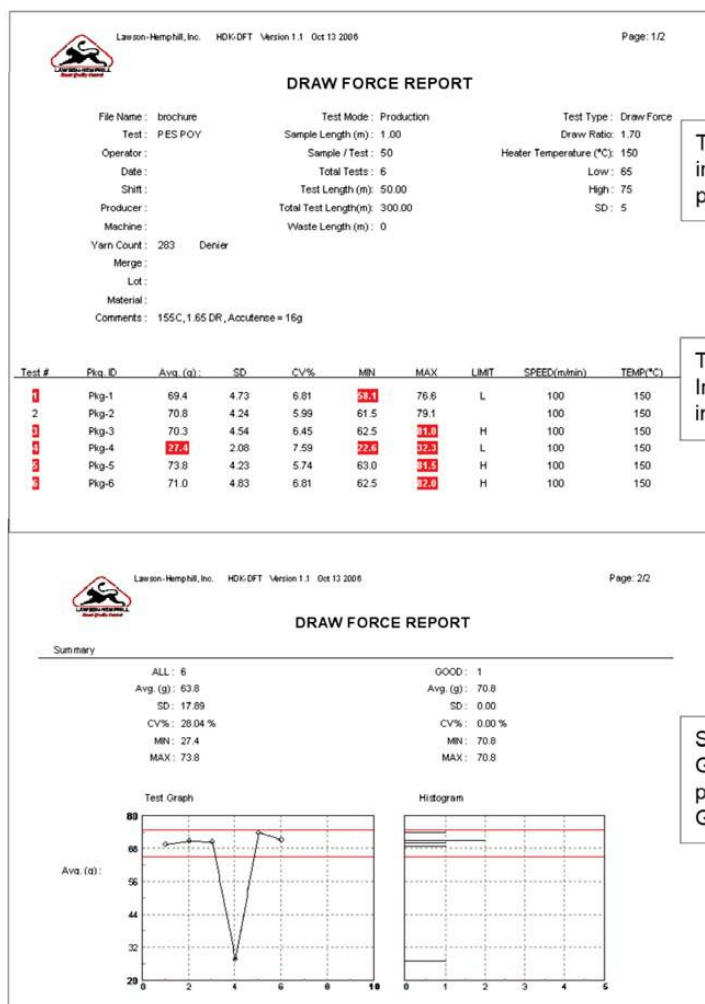 Lawson-Hemphill, Inc. HDK-DFT Version 1.1 Oct 13 2006 Page: 1/2
LAWSON-HEMPHILL
DRAW FORCE REPORT
File Name : brochure Test Mode : Production Test Type : Draw Force
Test : PES POY Sample Length (m) : 1.00 Draw Ratio: 1.70
Operator : Sample / Test : 50 Heater Temperature (°C): 150
Date : Total Tests : 6 Low : 65
Shift : Test Length (m): 50.00 High : 75
Producer : Total Test Length(m): 300.00 SD : 5
Machine : Waste Length (m) : 0
Yarn Count : 283 Denier
Merge :
Lot :
Material :
Comments : 155C, 1.65 DR, Accutense = 16g
Test # Pkg. ID Avg. (g) : SD CV% MIN MAX LIMIT SPEED(m/min) TEMP(°C)
1 Pkg-1 69.4 4.73 6.81 58.1 76.6 L 100 150
2 Pkg-2 70.8 4.24 5.99 61.5 79.1 100 150
3 Pkg-3 70.3 4.54 6.45 62.5 81.0 H 100 150
4 Pkg-4 27.4 2.08 7.59 22.6 32.3 L 100 150
5 Pkg-5 73.8 4.23 5.74 63.0 81.5 H 100 150
6 Pkg-6 71.0 4.83 6.81 62.5 82.0 H 100 150
Lawson-Hemphill, Inc. HDK-DFT Version 1.1 Oct 13 2006 Page: 2/2
LAWSON-HEMPHILL
DRAW FORCE REPORT
Summary
ALL : 6 GOOD : 1
Avg. (g) : 63.8 Avg. (g) : 70.8
SD : 17.89 SD : 0.00
CV% : 28.04 % CV% : 0.00 %
MIN : 27.4 MIN : 70.8
MAX : 73.8 MAX : 70.8
Test Graph Histogram
80
68
Avg. (g) :
56
44
32
20
0 2 4 6 8 10 0 1 2 3 4 5